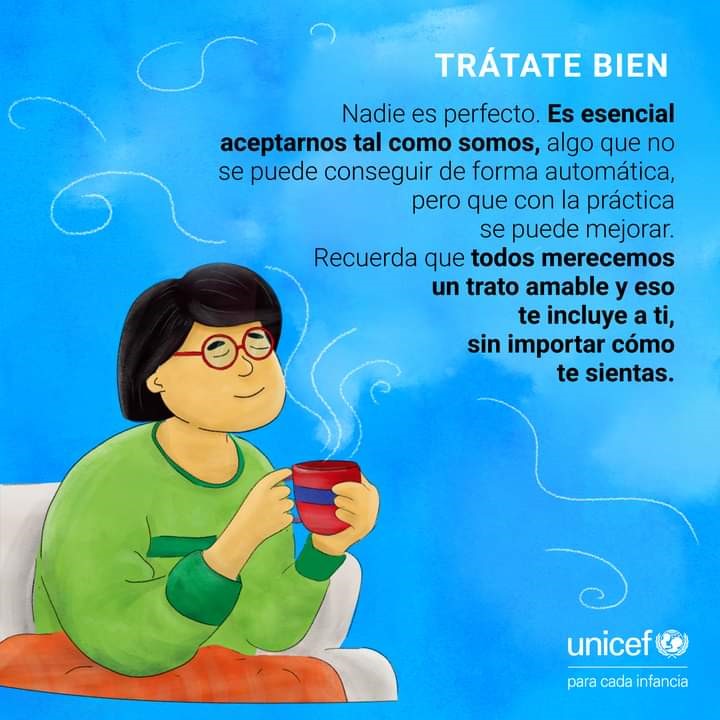 TRÁTATE BIEN
Nadie es perfecto. Es esencial
aceptarnos tal como somos, algo que no
se puede conseguir de forma automática,
pero que con la práctica
se puede mejorar.
Recuerda que todos merecemos
un trato amable y eso
te incluye a ti,
sin importar cómo
te sientas.
unicef
para cada infancia